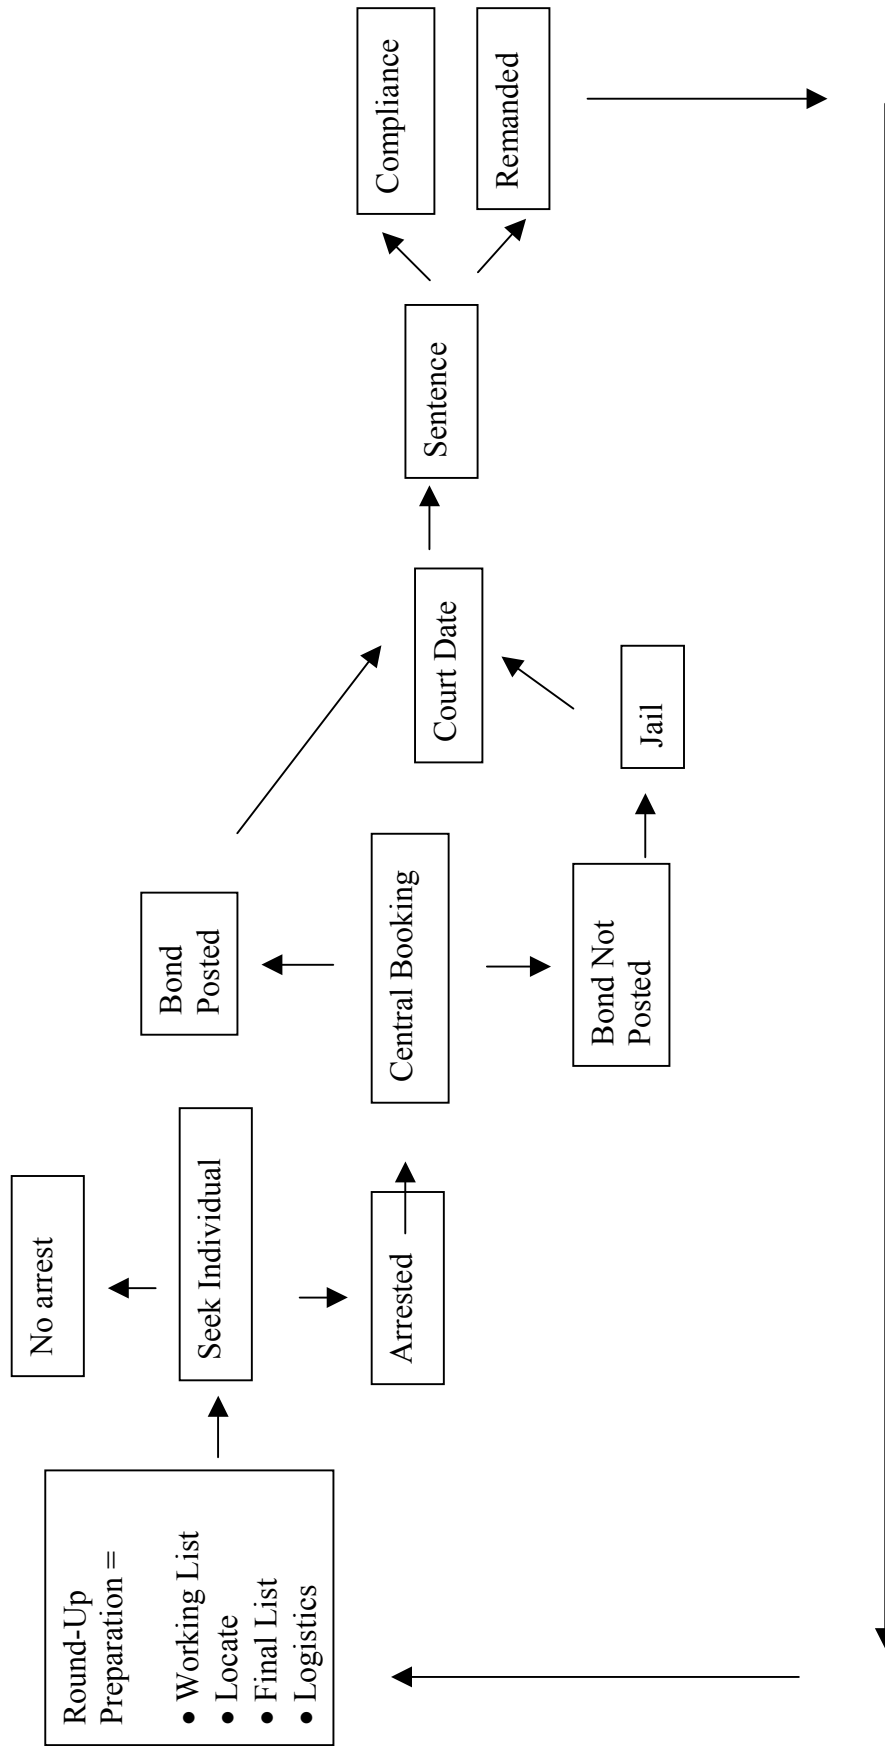 Round-Up
Preparation =
• Working List
• Locate
• Final List
• Logistics
No arrest
Seek Individual
Arrested
Bond
Posted
Central Booking
Bond Not
Posted
Jail
Court Date
Sentence
Compliance
Remanded